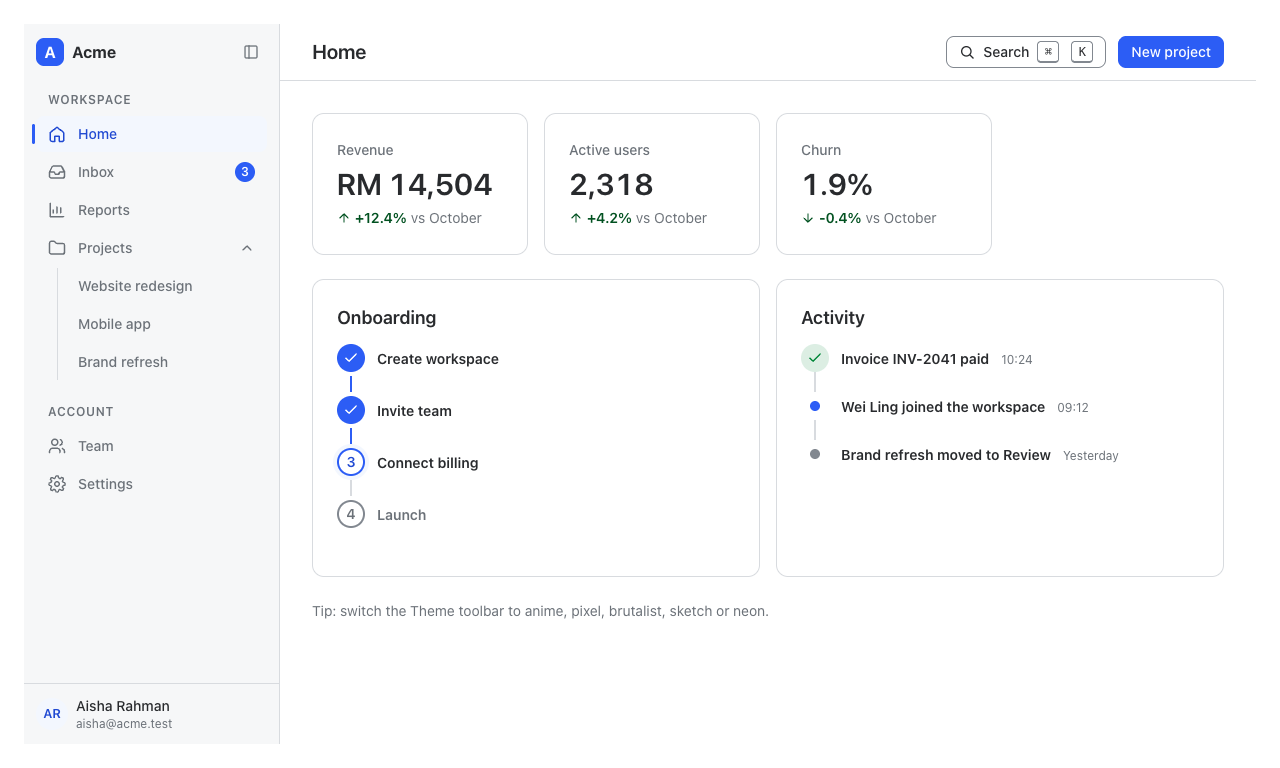 A Acme
WORKSPACE
Home
Inbox 3
Reports
Projects
Website redesign
Mobile app
Brand refresh
ACCOUNT
Team
Settings
AR
Aisha Rahman
aisha@acme.test
Home
Search ⌘ K
New project
Revenue
RM 14,504
↑ +12.4% vs October
Active users
2,318
↑ +4.2% vs October
Churn
1.9%
↓ -0.4% vs October
Onboarding
Create workspace
Invite team
3 Connect billing
4 Launch
Activity
Invoice INV-2041 paid 10:24
Wei Ling joined the workspace 09:12
Brand refresh moved to Review Yesterday
Tip: switch the Theme toolbar to anime, pixel, brutalist, sketch or neon.